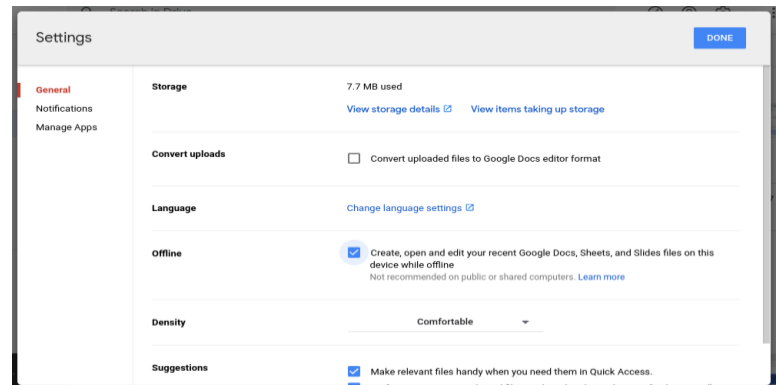 Settings
DONE
General
Notifications
Manage Apps
Storage
7.7 MB used
View storage details
View items taking up storage
Convert uploads
Convert uploaded files to Google Docs editor format
Language
Change language settings
Offline
Create, open and edit your recent Google Docs, Sheets, and Slides files on this
device while offline
Not recommended on public or shared computers. Learn more
Density
Comfortable
Suggestions
Make relevant files handy when you need them in Quick Access.